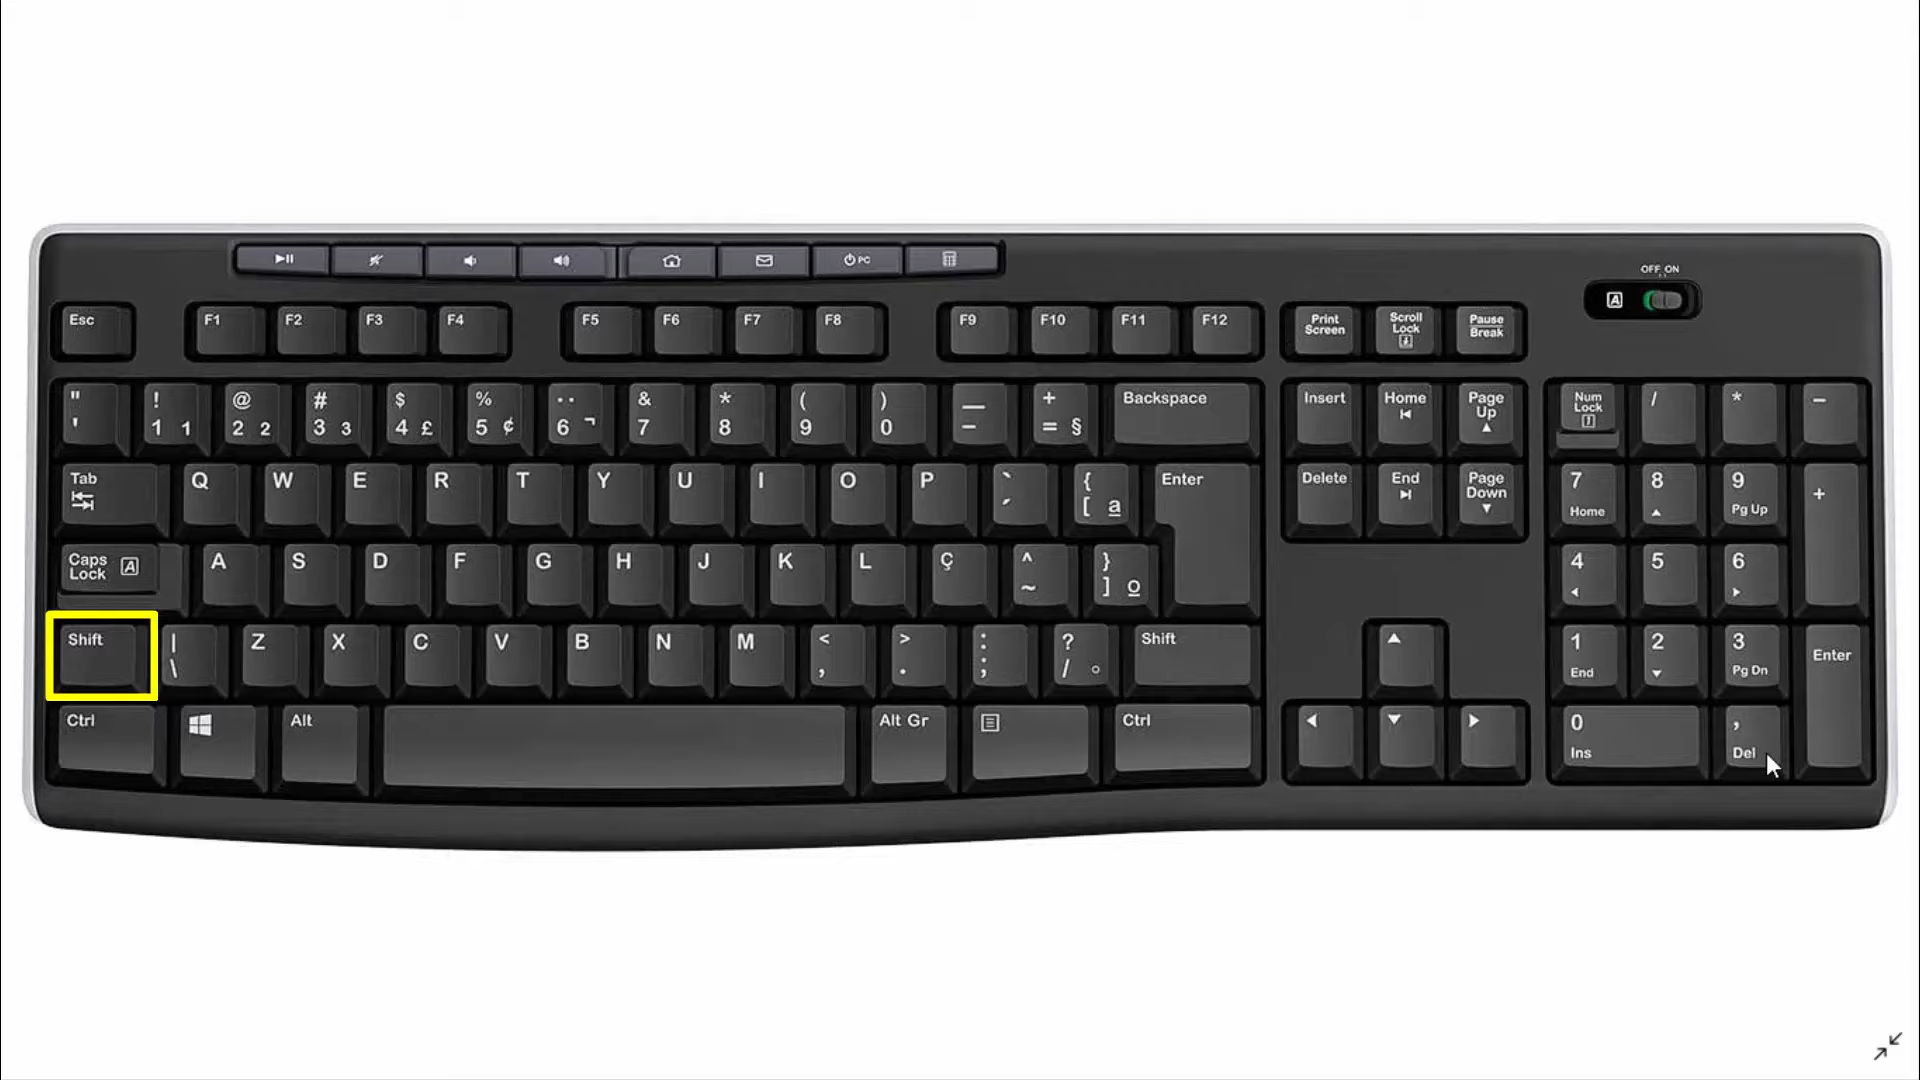 PC
OFF ON
A
Esc F1 F2 F3 F4 F5 F6 F7 F8 F9 F10 F11 F12 Print Screen Scroll Lock Pause Break
" ! @ # $ % ¨ & * ( ) — + Backspace Insert Home Page Up Num Lock / * −
' 1 1 2 2 3 3 4 £ 5 ¢ 6 ¬ 7 8 9 0 - = §
Tab Q W E R T Y U I O P ` { Enter Delete End Page Down 7 8 9 +
´ [ ª Home Pg Up
Caps Lock A A S D F G H J K L Ç ^ } 4 5 6
~ ] º
Shift | Z X C V B N M < > : ? Shift 1 2 3 Enter
\ , . ; / ° End Pg Dn
Ctrl Alt Alt Gr Ctrl 0 ,
Ins Del